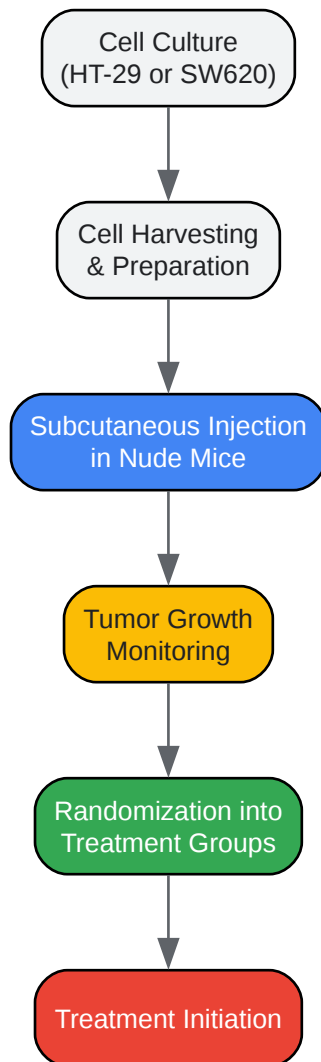 Cell Culture
(HT-29 or SW620)
Cell Harvesting
& Preparation
Subcutaneous Injection
in Nude Mice
Tumor Growth
Monitoring
Randomization into
Treatment Groups
Treatment Initiation